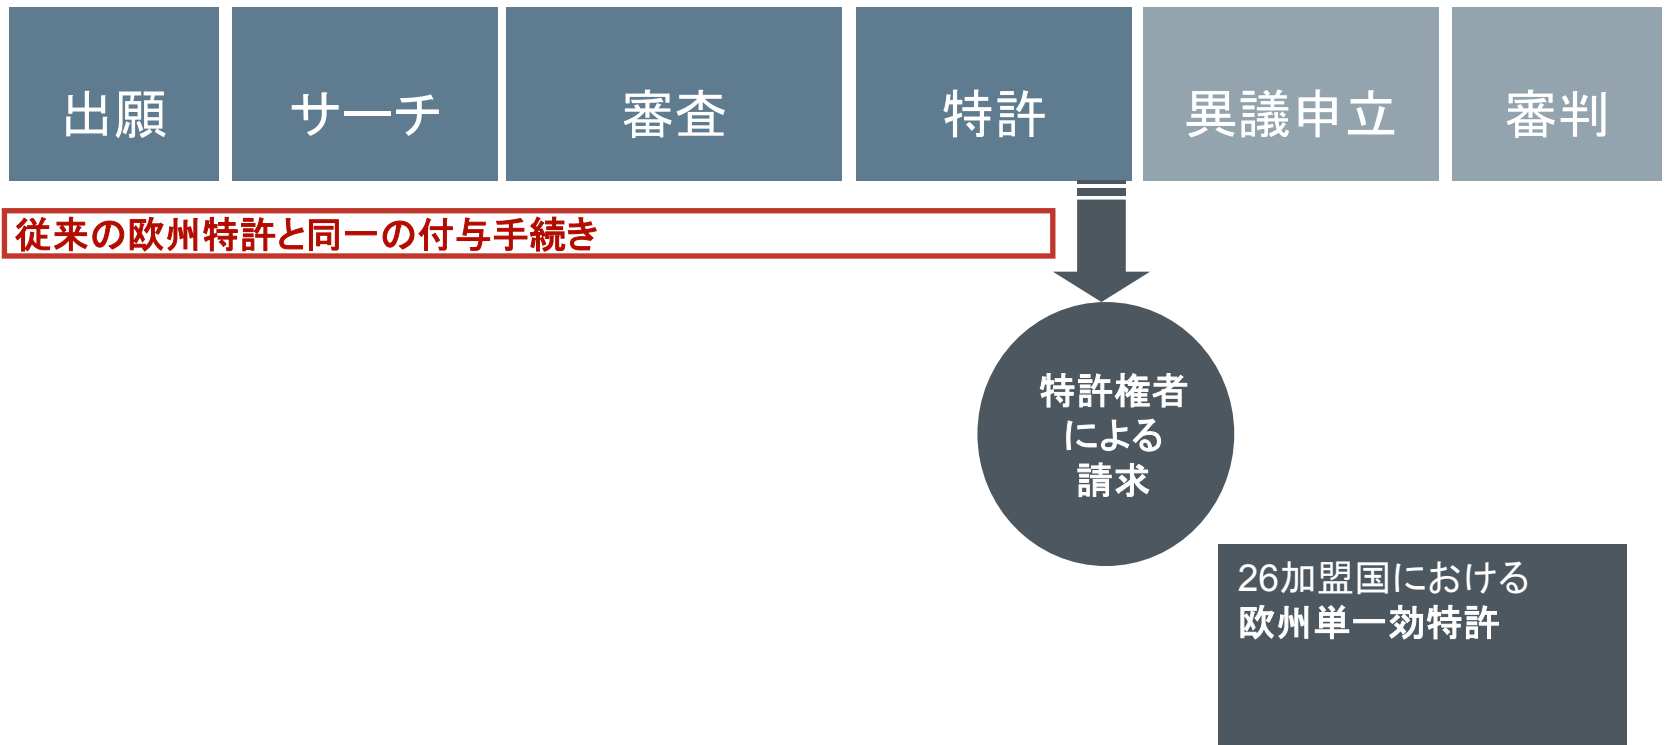 出願
サーチ
審査
特許
異議申立
審判
従来の欧州特許と同一の付与手続き
特許権者
による
請求
26加盟国における
欧州単一効特許